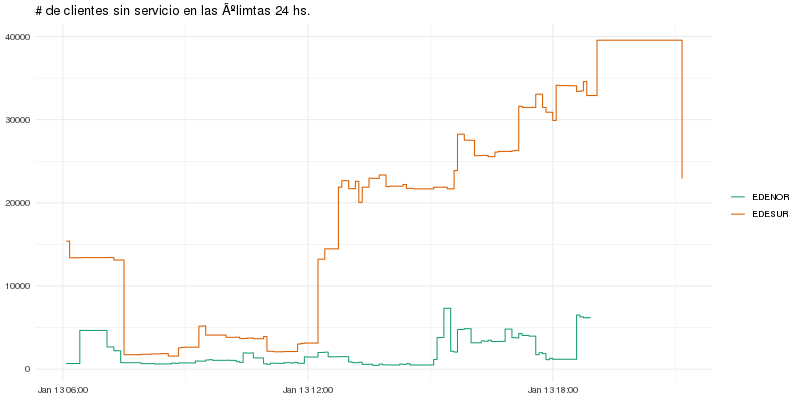 # de clientes sin servicio en las Ãºlimtas 24 hs.
40000
30000
20000
10000
0
Jan 13 06:00
Jan 13 12:00
Jan 13 18:00
EDENOR
EDESUR